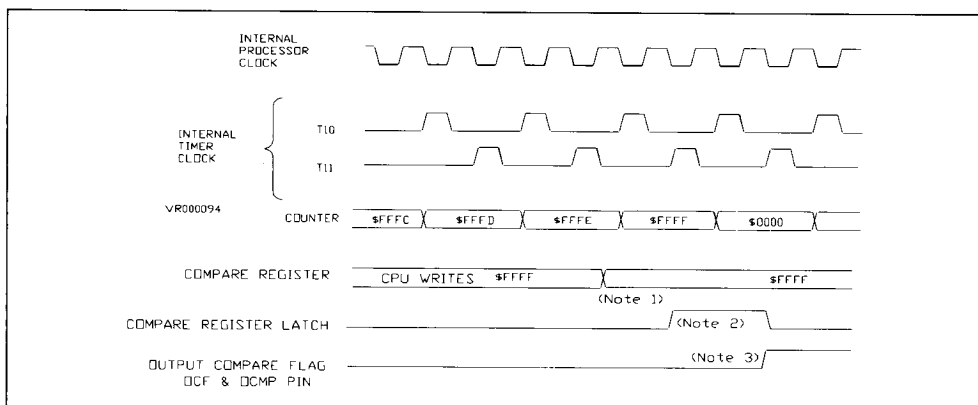 INTERNAL
PROCESSOR
CLOCK
INTERNAL
TIMER
CLOCK
T10
T11
VR000094
COUNTER $FFFC $FFFD $FFFE $FFFF $0000
COMPARE REGISTER CPU WRITES $FFFF $FFFF
(Note 1)
COMPARE REGISTER LATCH (Note 2)
OUTPUT COMPARE FLAG (Note 3)
OCF & OCMP PIN